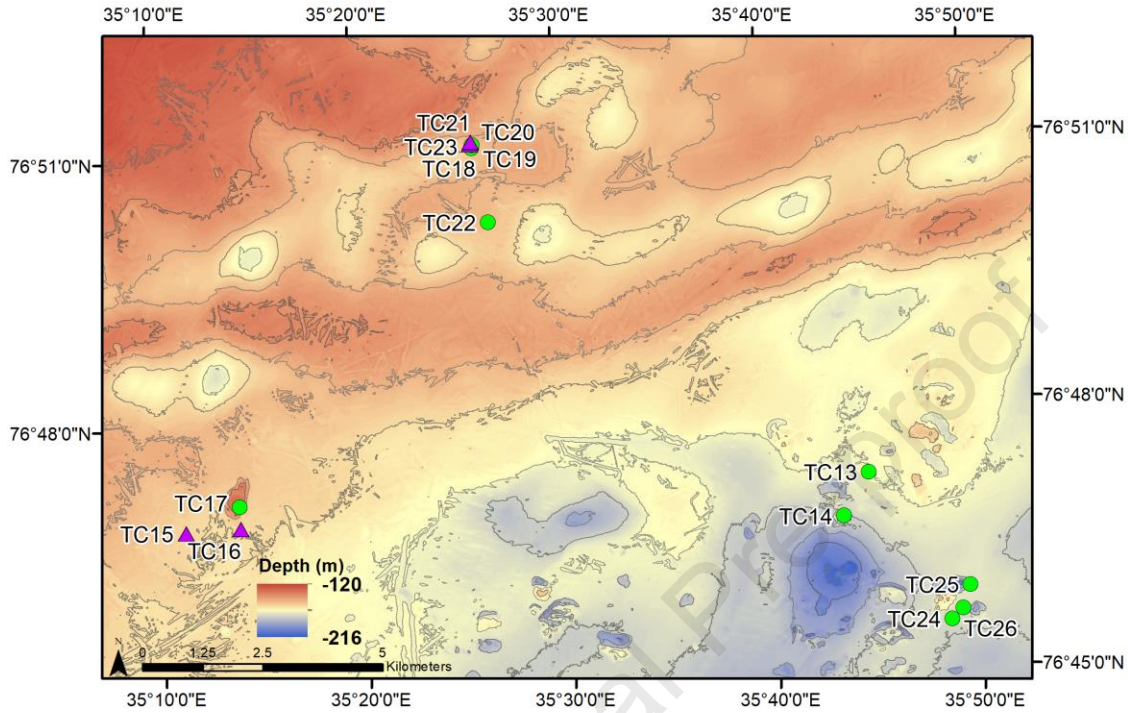 35°10'0"E 35°20'0"E 35°30'0"E 35°40'0"E 35°50'0"E
76°51'0"N
76°51'0"N
TC21 TC20
TC23 TC19
TC18
TC22
76°48'0"N
76°48'0"N
TC13
TC17
TC14
TC15
TC16
TC25
TC24 TC26
Depth (m)
-120
-216
N
0 1.25 2.5 5
Kilometers
76°45'0"N
35°10'0"E 35°20'0"E 35°30'0"E 35°40'0"E 35°50'0"E
al Pre-proof